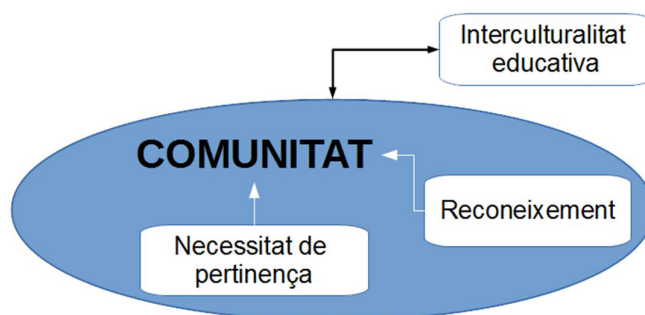 Interculturalitat
educativa
COMUNITAT
Reconeixement
Necessitat de
pertinença